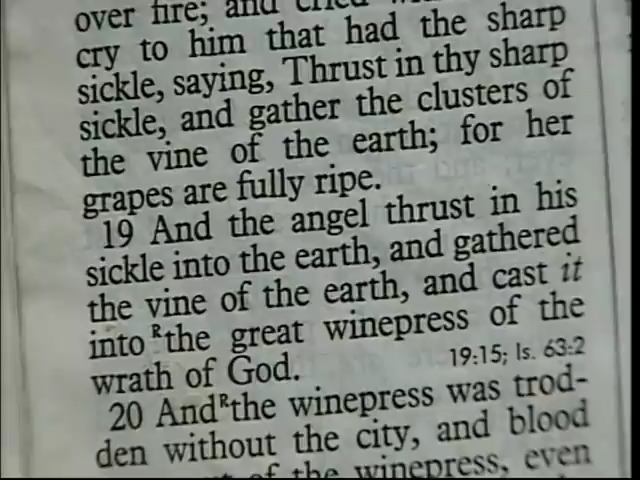 over fire; and cried
cry to him that had the sharp
sickle, saying, Thrust in thy sharp
sickle, and gather the clusters of
the vine of the earth; for her
grapes are fully ripe.
19 And the angel thrust in his
sickle into the earth, and gathered
the vine of the earth, and cast it
into R the great winepress of the
wrath of God. 19:15; Is. 63:2
20 And R the winepress was trod-
den without the city, and blood
of the winepress, even